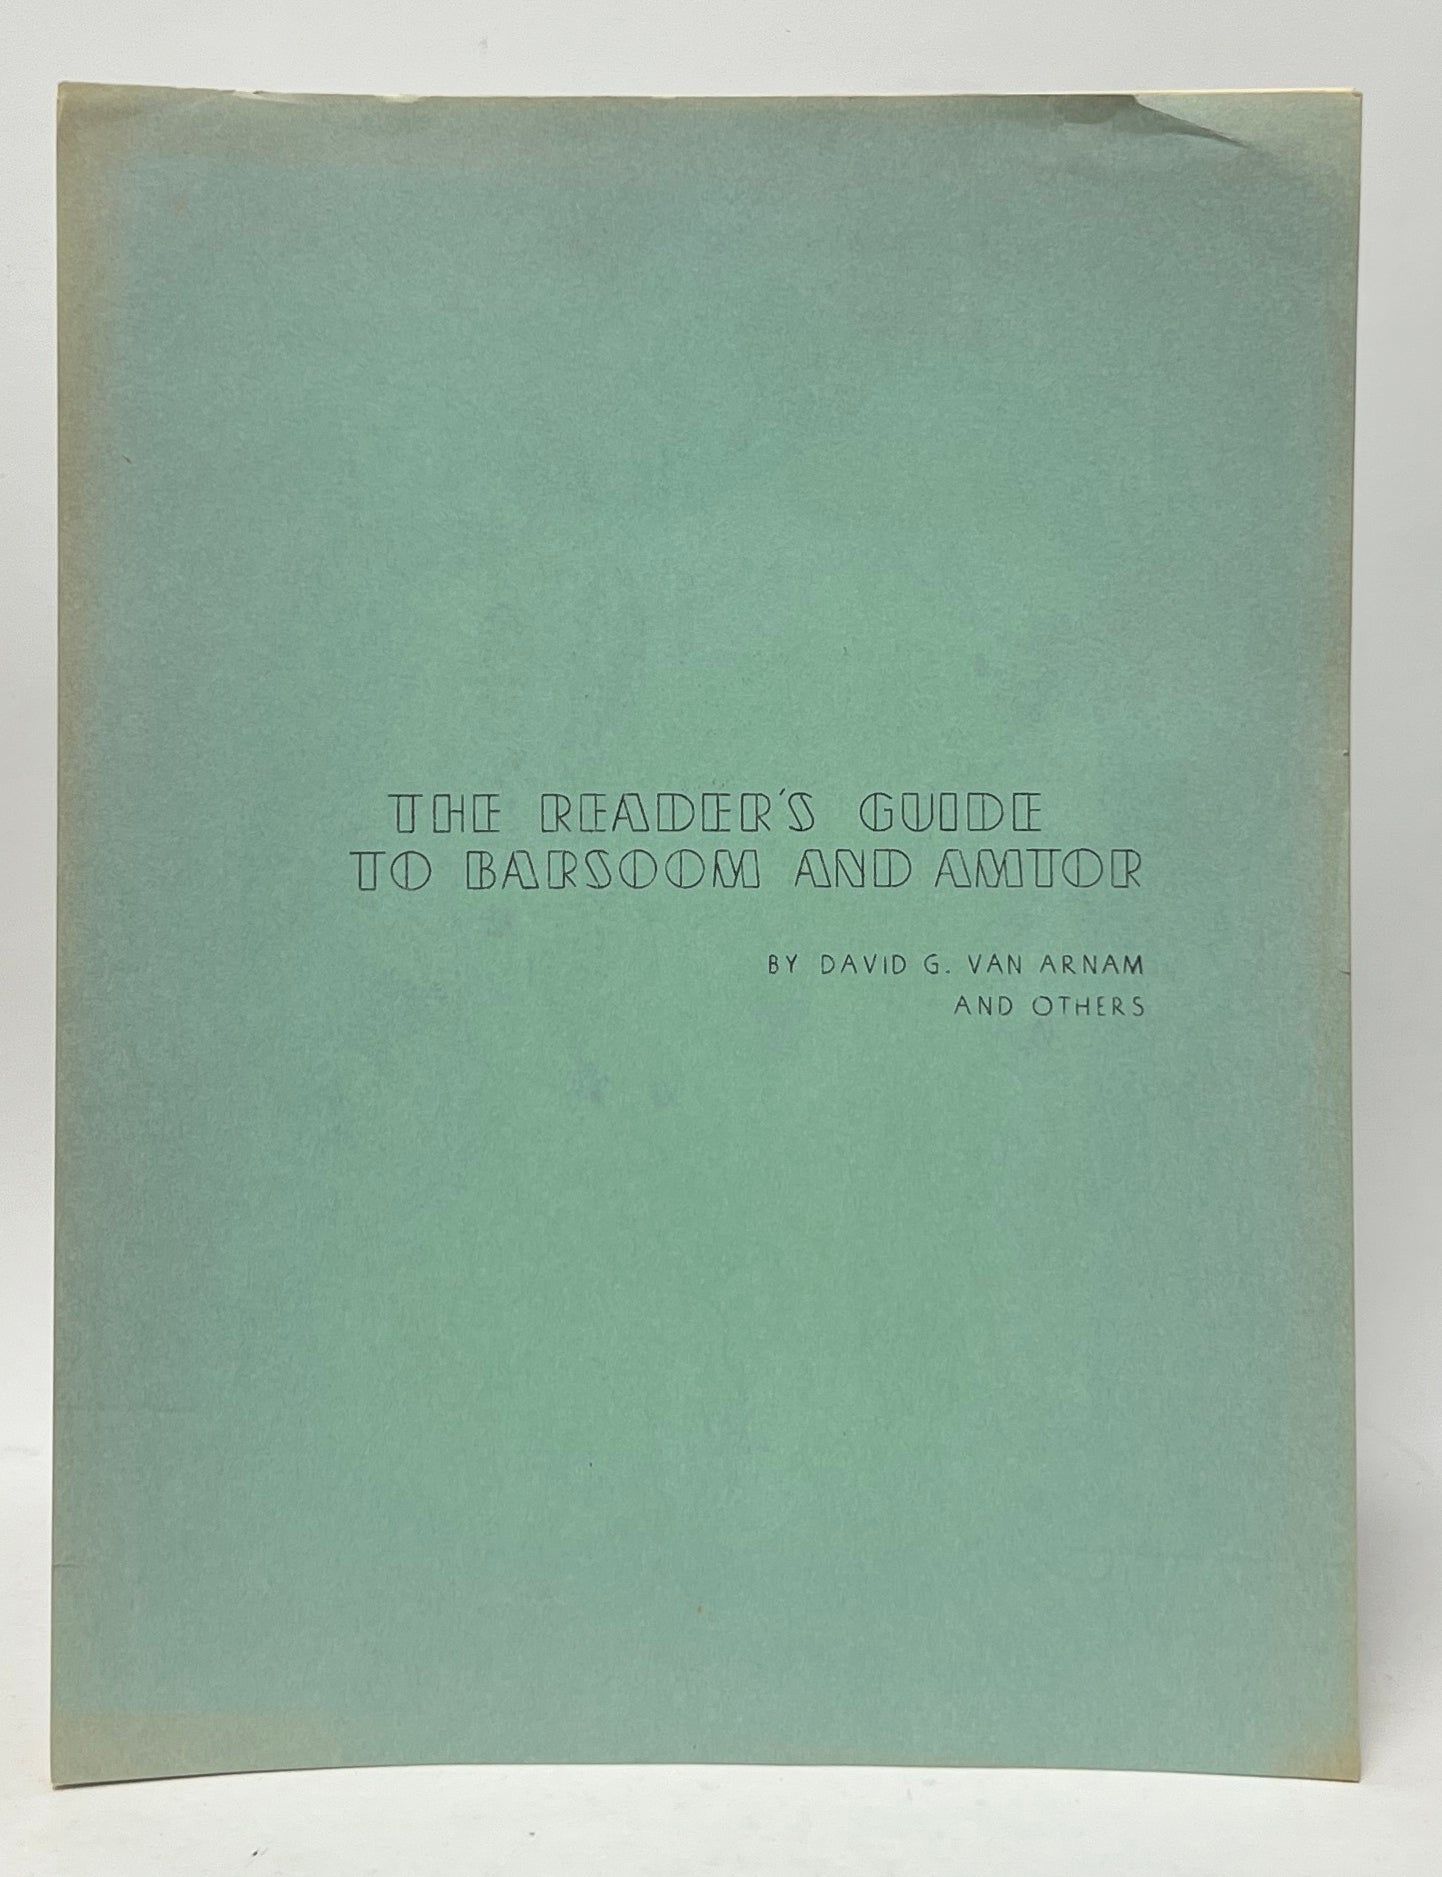 THE READER'S GUIDE
TO BARSOOM AND AMTOR
BY DAVID G. VAN ARNAM
AND OTHERS